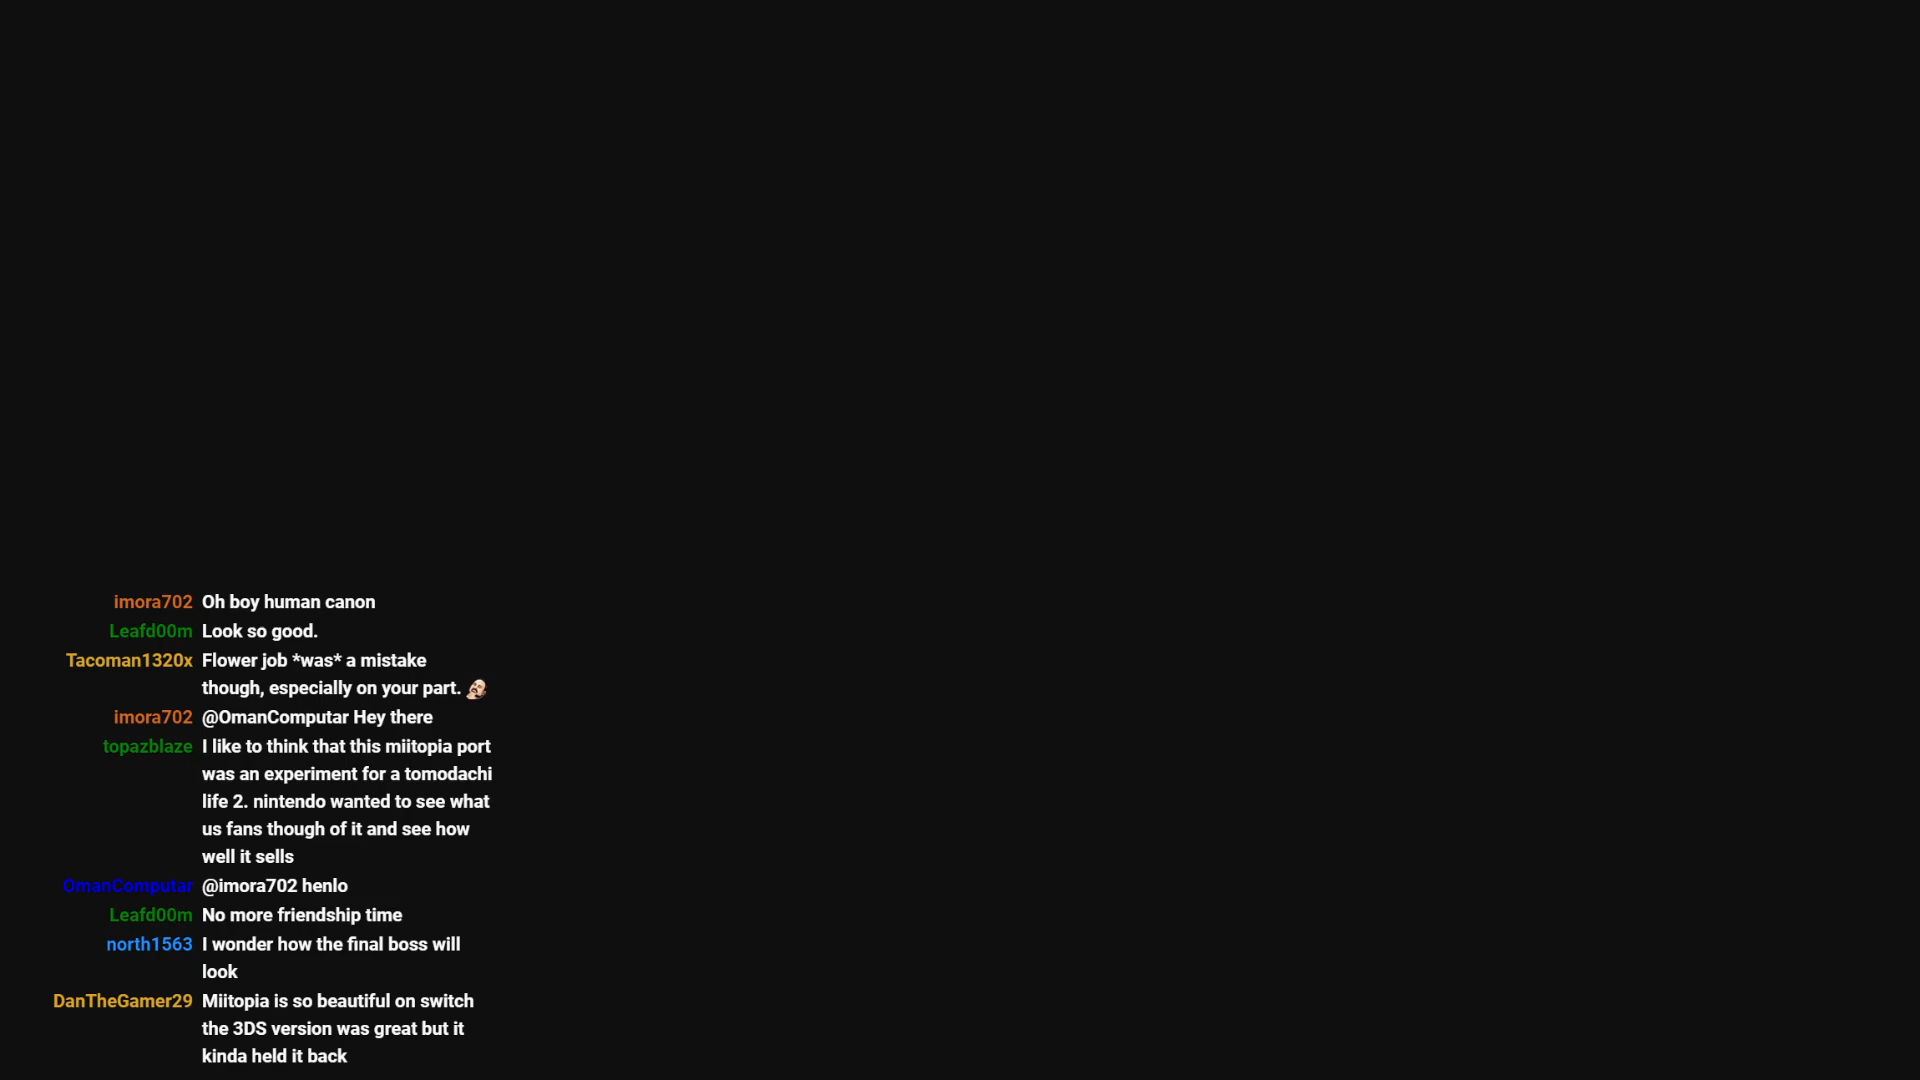 imora702 Oh boy human canon
Leafd00m Look so good.
Tacoman1320x Flower job *was* a mistake
though, especially on your part.
imora702 @OmanComputar Hey there
topazblaze I like to think that this miitopia port
was an experiment for a tomodachi
life 2. nintendo wanted to see what
us fans though of it and see how
well it sells
OmanComputar @imora702 henlo
Leafd00m No more friendship time
north1563 I wonder how the final boss will
look
DanTheGamer29 Miitopia is so beautiful on switch
the 3DS version was great but it
kinda held it back